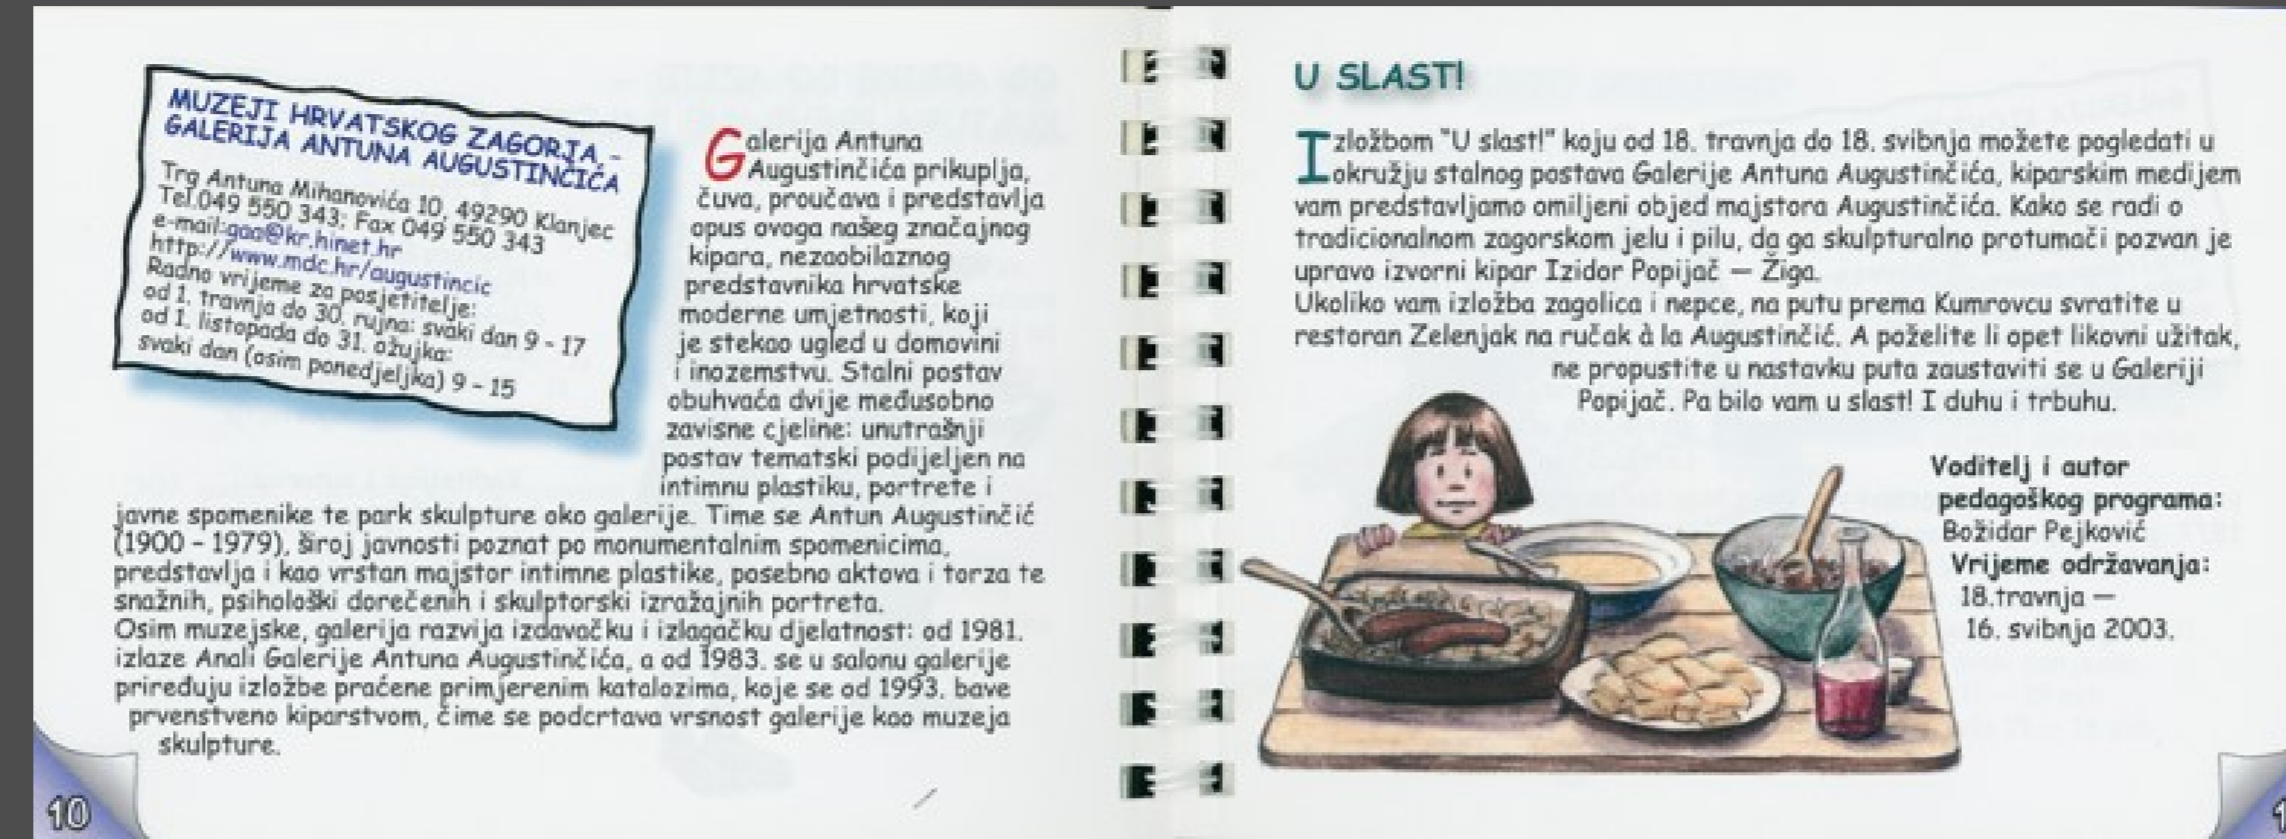 MUZEJI HRVATSKOG ZAGORJA, -
GALERIJA ANTUNA AUGUSTINČIĆA
Trg Antuna Mihanovića 10, 49290 Klanjec
Tel.049 550 343; Fax 049 550 343
e-mail:gaa@kr.hinet.hr
http://www.mdc.hr/augustincic
Radno vrijeme za posjetitelje:
od 1. travnja do 30. rujna: svaki dan 9 - 17
od 1. listopada do 31. ožujka:
svaki dan (osim ponedjeljka) 9 - 15
Galerija Antuna
Augustinčića prikuplja,
čuva, proučava i predstavlja
opus ovoga našeg značajnog
kipara, nezaobilaznog
predstavnika hrvatske
moderne umjetnosti, koji
je stekao ugled u domovini
i inozemstvu. Stalni postav
obuhvaća dvije međusobno
zavisne cjeline: unutrašnji
postav tematski podijeljen na
intimnu plastiku, portrete i
javne spomenike te park skulpture oko galerije. Time se Antun Augustinčić
(1900 - 1979), široj javnosti poznat po monumentalnim spomenicima,
predstavlja i kao vrstan majstor intimne plastike, posebno aktova i torza te
snažnih, psihološki dorečenih i skulptorski izražajnih portreta.
Osim muzejske, galerija razvija izdavačku i izlagačku djelatnost: od 1981.
izlaze Anali Galerije Antuna Augustinčića, a od 1983. se u salonu galerije
priređuju izložbe praćene primjerenim katalozima, koje se od 1993. bave
prvenstveno kiparstvom, čime se podcrtava vrsnost galerije kao muzeja
skulpture.
10
U SLAST!
Izložbom "U slast!" koju od 18. travnja do 18. svibnja možete pogledati u
okružju stalnog postava Galerije Antuna Augustinčića, kiparskim medijem
vam predstavljamo omiljeni objed majstora Augustinčića. Kako se radi o
tradicionalnom zagorskom jelu i pilu, da ga skulpturalno protumači pozvan je
upravo izvorni kipar Izidor Popijač — Žiga.
Ukoliko vam izložba zagolica i nepce, na putu prema Kumrovcu svratite u
restoran Zelenjak na ručak à la Augustinčić. A poželite li opet likovni užitak,
ne propustite u nastavku puta zaustaviti se u Galeriji
Popijač. Pa bilo vam u slast! I duhu i trbuhu.
Voditelj i autor
pedagoškog programa:
Božidar Pejković
Vrijeme održavanja:
18.travnja —
16. svibnja 2003.